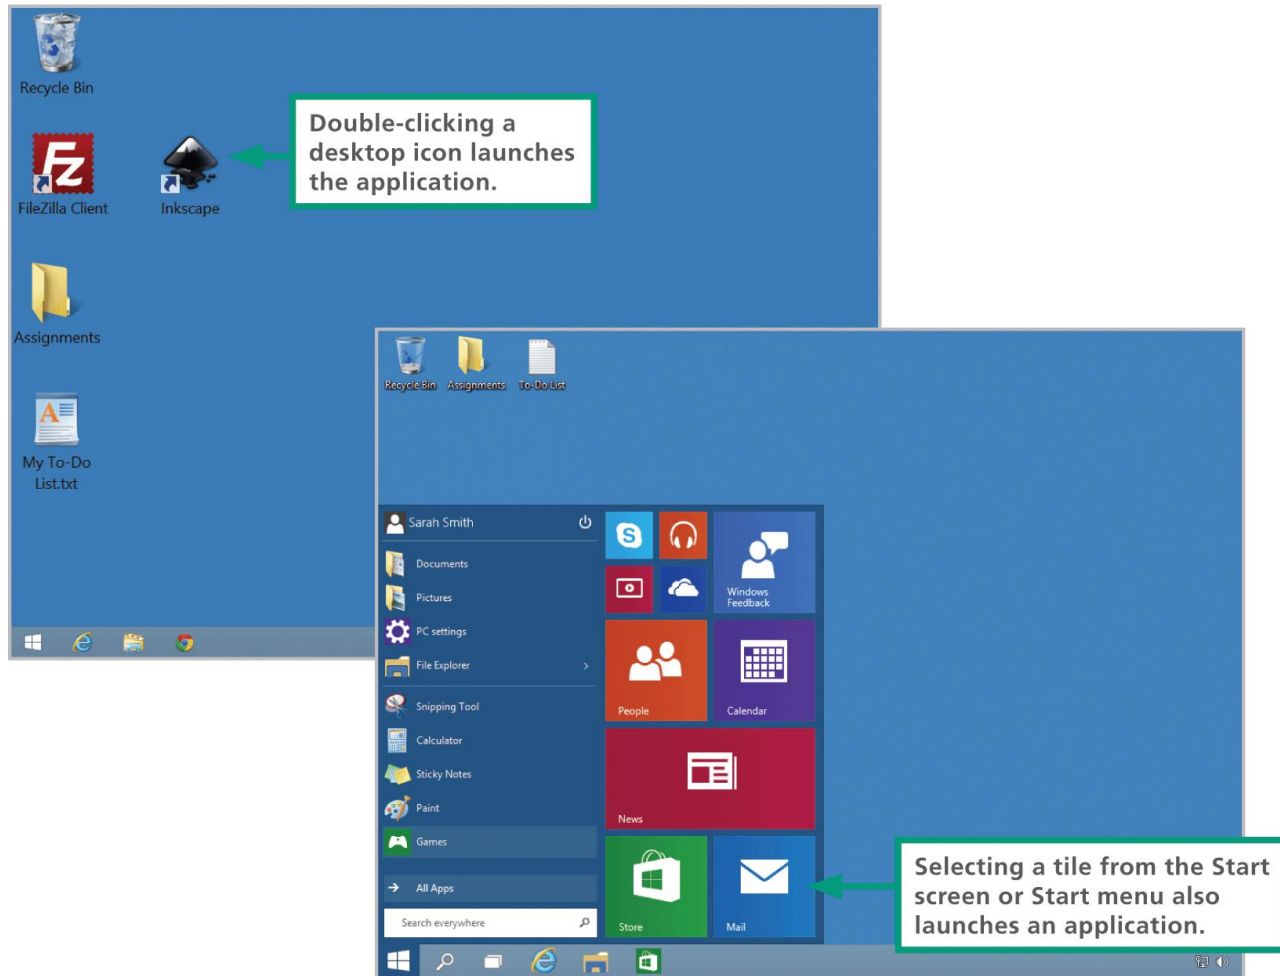 Recycle Bin
Double-clicking a
desktop icon launches
the application.
FileZilla Client
Inkscape
Assignments
My To-Do
List.txt
Recycle Bin
Assignments
To-Do List
Sarah Smith
Documents
Pictures
PC settings
File Explorer
Snipping Tool
Calculator
Sticky Notes
Paint
Games
All Apps
Search everywhere
Windows
Feedback
People
Calendar
News
Store
Mail
Selecting a tile from the Start
screen or Start menu also
launches an application.